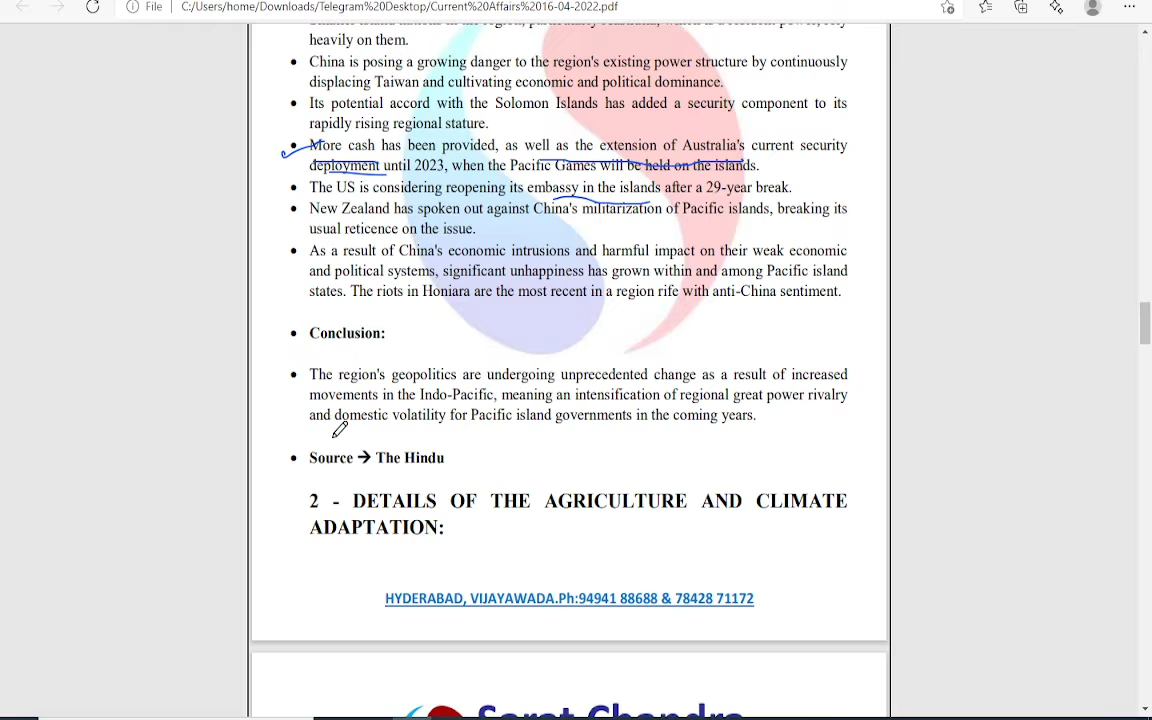 File
C:/Users/home/Downloads/Telegram%20Desktop/Current%20Affairs%2016-04-2022.pdf
heavily on them.
• China is posing a growing danger to the region's existing power structure by continuously
displacing Taiwan and cultivating economic and political dominance.
• Its potential accord with the Solomon Islands has added a security component to its
rapidly rising regional stature.
• More cash has been provided, as well as the extension of Australia's current security
deployment until 2023, when the Pacific Games will be held on the islands.
• The US is considering reopening its embassy in the islands after a 29-year break.
• New Zealand has spoken out against China's militarization of Pacific islands, breaking its
usual reticence on the issue.
• As a result of China's economic intrusions and harmful impact on their weak economic
and political systems, significant unhappiness has grown within and among Pacific island
states. The riots in Honiara are the most recent in a region rife with anti-China sentiment.
• Conclusion:
• The region's geopolitics are undergoing unprecedented change as a result of increased
movements in the Indo-Pacific, meaning an intensification of regional great power rivalry
and domestic volatility for Pacific island governments in the coming years.
• Source → The Hindu
2 - DETAILS OF THE AGRICULTURE AND CLIMATE
ADAPTATION:
HYDERABAD, VIJAYAWADA.Ph:94941 88688 & 78428 71172
Sarat Chandra